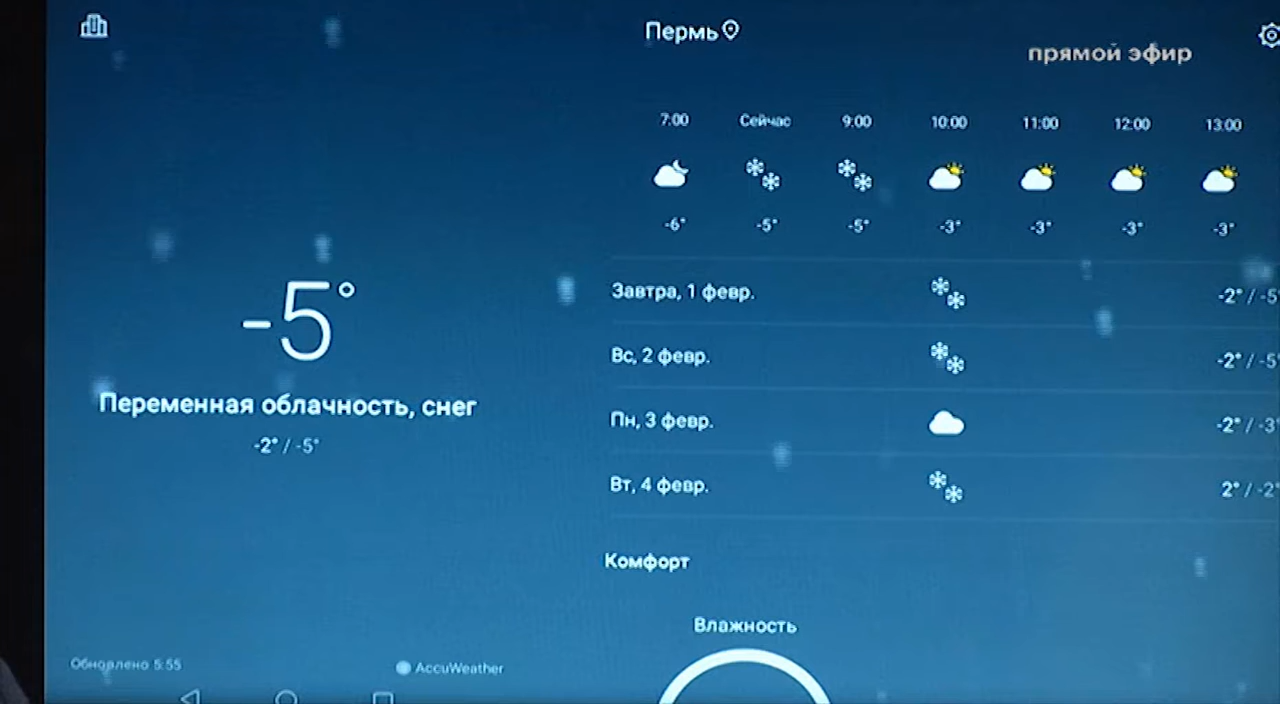 Пермь
прямой эфир
7:00 Сейчас 9:00 10:00 11:00 12:00 13:00
-6° -5° -5° -3° -3° -3° -3°
-5°
Переменная облачность, снег
-2° / -5°
Завтра, 1 февр. -2° / -5°
Вс, 2 февр. -2° / -5°
Пн, 3 февр. -2° / -3°
Вт, 4 февр. 2° / -2°
Комфорт
Влажность
Обновлено 5:55
AccuWeather